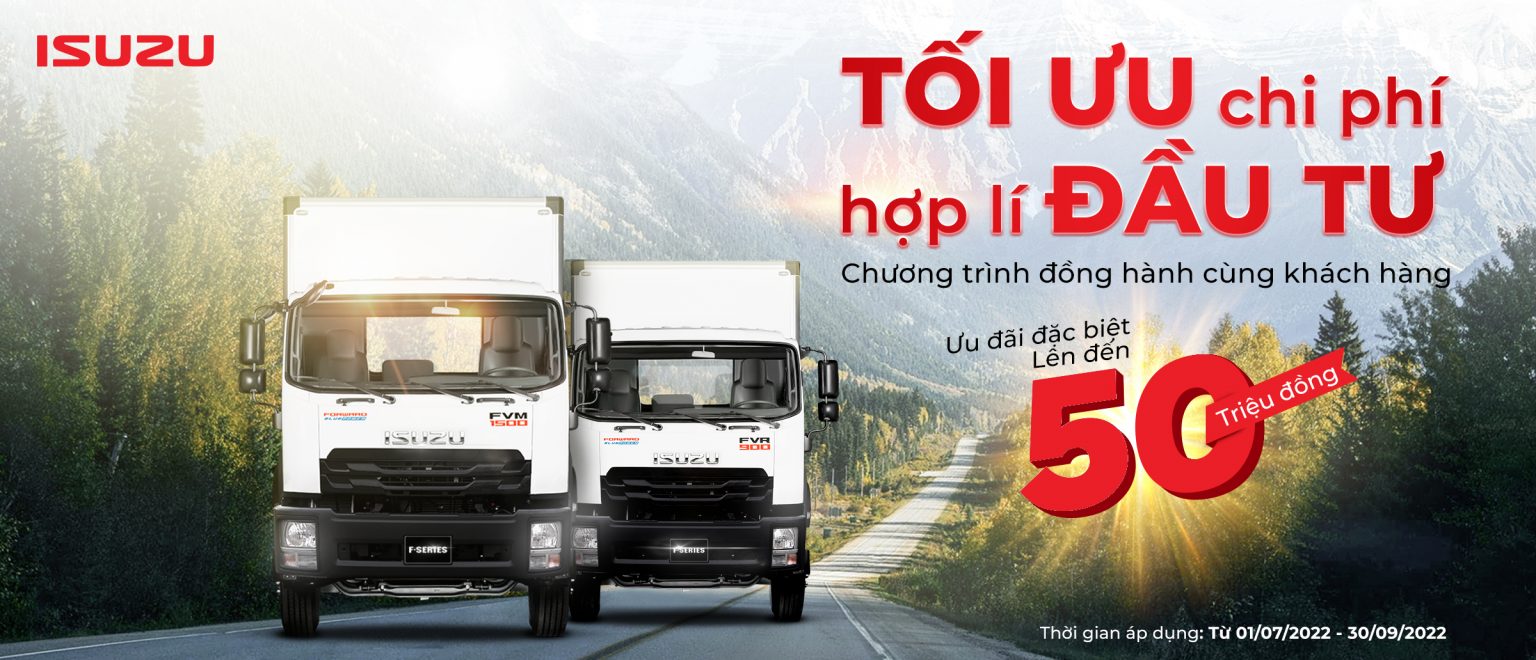 ISUZU
TỐI ƯU chi phí
hợp lí ĐẦU TƯ
Chương trình đồng hành cùng khách hàng
Ưu đãi đặc biệt
Lên đến
50
Triệu đồng
FORWARD
BLUEPOWER
FVM
1500
ISUZU
F-SERIES
FORWARD
BLUEPOWER
FVR
900
ISUZU
F-SERIES
Thời gian áp dụng: Từ 01/07/2022 - 30/09/2022